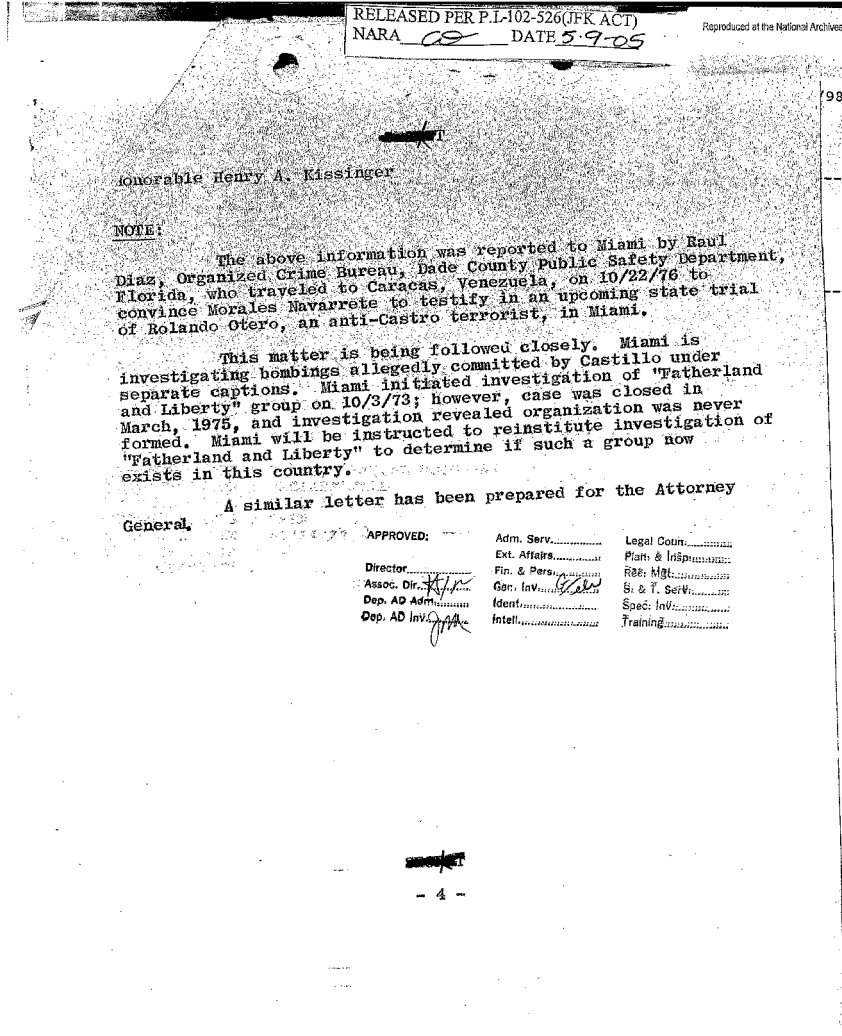 RELEASED PER P.L-102-526(JFK ACT)
NARA DATE 5-9-05
Reproduced at the National Archives
/98
Honorable Henry A. Kissinger
NOTE:
The above information was reported to Miami by Raul
Diaz, Organized Crime Bureau, Dade County Public Safety Department,
Florida, who traveled to Caracas, Venezuela, on 10/22/76 to
convince Morales Navarrete to testify in an upcoming state trial
of Rolando Otero, an anti-Castro terrorist, in Miami.
This matter is being followed closely. Miami is
investigating bombings allegedly committed by Castillo under
separate captions. Miami initiated investigation of "Fatherland
and Liberty" group on 10/3/73; however, case was closed in
March, 1975, and investigation revealed organization was never
formed. Miami will be instructed to reinstitute investigation of
"Fatherland and Liberty" to determine if such a group now
exists in this country.
A similar letter has been prepared for the Attorney
General.
APPROVED:
Director
Assoc. Dir.
Dep. AD Adm.
Dep. AD Inv.
Adm. Serv.
Ext. Affairs
Fin. & Pers.
Gen. Inv.
Ident.
Intell.
Legal Coun.
Plan. & Insp.
Rec. Mgt.
S. & T. Serv.
Spec. Inv.
Training
- 4 -